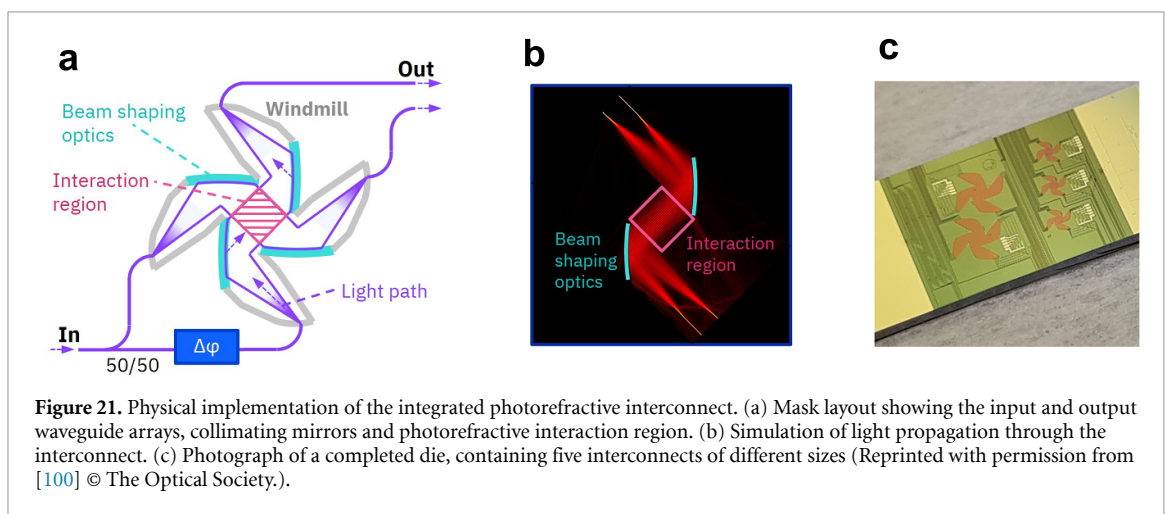 a
Out
Beam shaping
optics
Windmill
Interaction
region
Light path
In
50/50
Δφ
b
Beam
shaping
optics
Interaction
region
c
Figure 21. Physical implementation of the integrated photorefractive interconnect. (a) Mask layout showing the input and output
waveguide arrays, collimating mirrors and photorefractive interaction region. (b) Simulation of light propagation through the
interconnect. (c) Photograph of a completed die, containing five interconnects of different sizes (Reprinted with permission from
[100] © The Optical Society.).